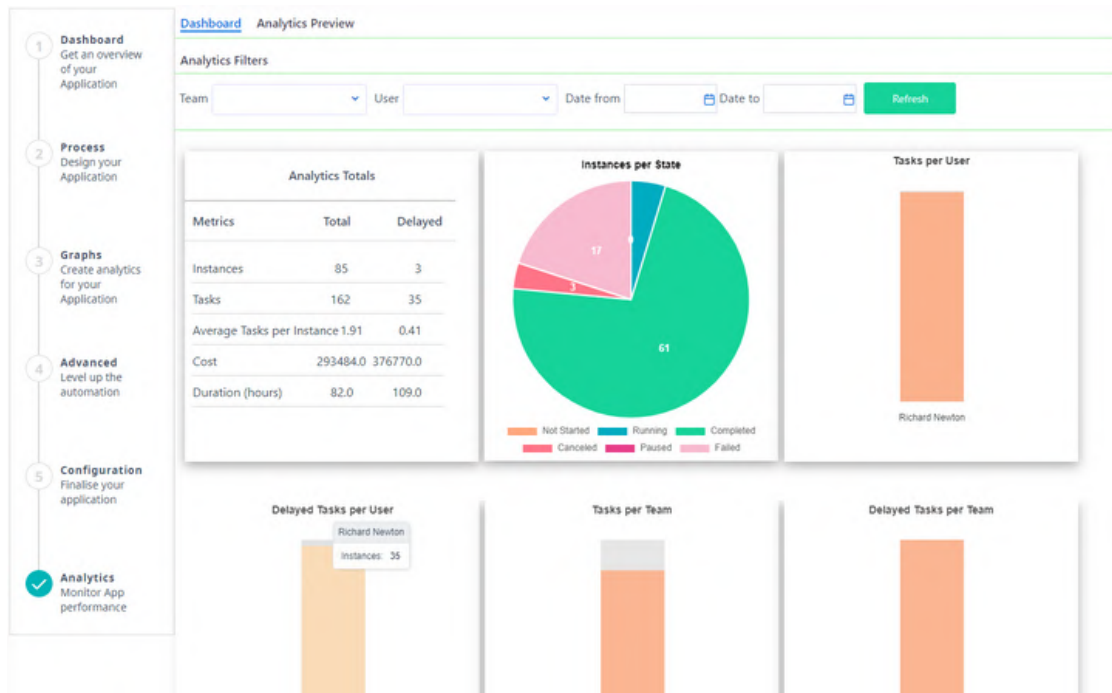 Dashboard Analytics Preview
1
Dashboard
Get an overview
of your
Application
Analytics Filters
Team User Date from Date to Refresh
2
Process
Design your
Application
3
Graphs
Create analytics
for your
Application
4
Advanced
Level up the
automation
5
Configuration
Finalise your
application
Analytics
Monitor App
performance
Analytics Totals
Metrics Total Delayed
Instances 85 3
Tasks 162 35
Average Tasks per Instance 1.91 0.41
Cost 293484.0 376770.0
Duration (hours) 82.0 109.0
Instances per State
17
3
61
Not Started Running Completed
Canceled Paused Failed
Tasks per User
Richard Newton
Delayed Tasks per User
Richard Newton
Instances: 35
Tasks per Team
Delayed Tasks per Team